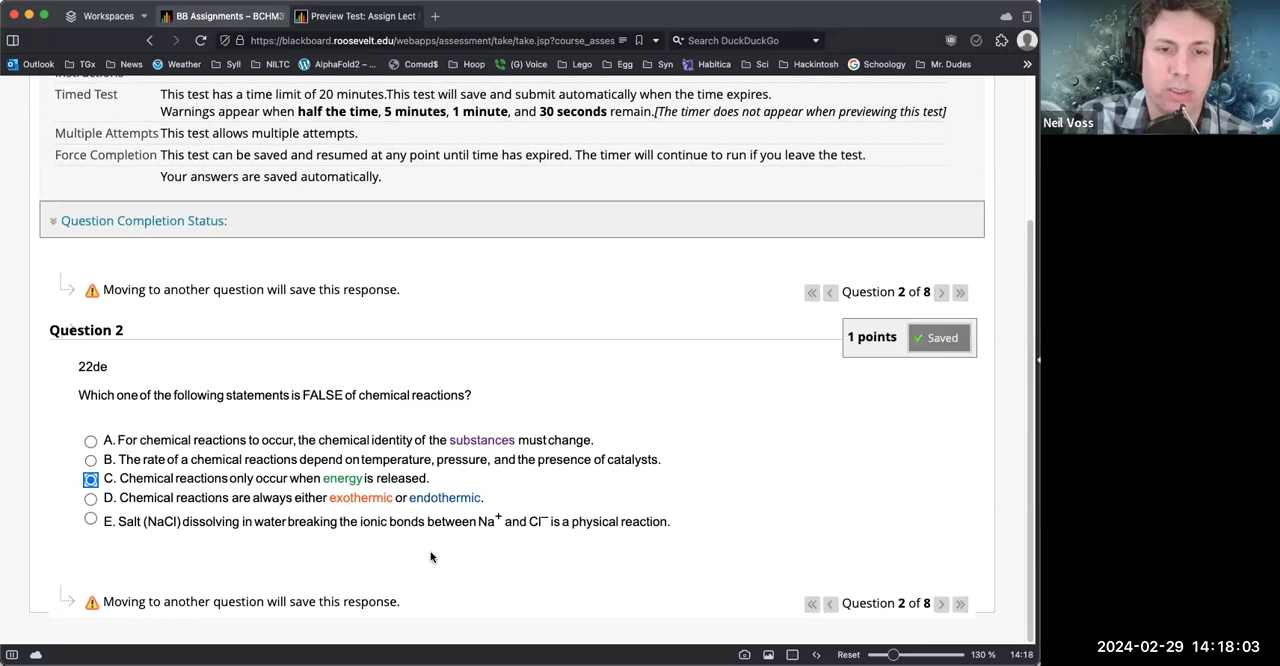 Workspaces
BB Assignments – BCHM3
Preview Test: Assign Lect
https://blackboard.roosevelt.edu/webapps/assessment/take/take.jsp?course_asses
Search DuckDuckGo
Outlook TGx News Weather Syll NILTC AlphaFold2 –... Comed$ Hoop (G) Voice Lego Egg Syn Habitica Sci Hackintosh Schoology Mr. Dudes
Neil Voss
Timed Test This test has a time limit of 20 minutes.This test will save and submit automatically when the time expires.
Warnings appear when half the time, 5 minutes, 1 minute, and 30 seconds remain.[The timer does not appear when previewing this test]
Multiple Attempts This test allows multiple attempts.
Force Completion This test can be saved and resumed at any point until time has expired. The timer will continue to run if you leave the test.
Your answers are saved automatically.
Question Completion Status:
Moving to another question will save this response.
Question 2 of 8
Question 2
1 points
Saved
22de
Which one of the following statements is FALSE of chemical reactions?
A. For chemical reactions to occur, the chemical identity of the substances must change.
B. The rate of a chemical reactions depend on temperature, pressure, and the presence of catalysts.
C. Chemical reactions only occur when energy is released.
D. Chemical reactions are always either exothermic or endothermic.
E. Salt (NaCl) dissolving in water breaking the ionic bonds between Na⁺ and Cl⁻ is a physical reaction.
Moving to another question will save this response.
Question 2 of 8
Reset
130 %
14:18
2024-02-29 14:18:03